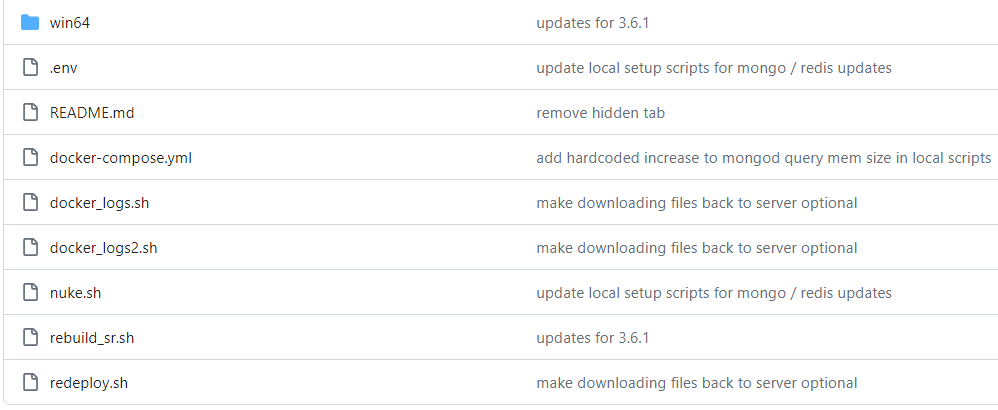 win64 updates for 3.6.1
.env update local setup scripts for mongo / redis updates
README.md remove hidden tab
docker-compose.yml add hardcoded increase to mongod query mem size in local scripts
docker_logs.sh make downloading files back to server optional
docker_logs2.sh make downloading files back to server optional
nuke.sh update local setup scripts for mongo / redis updates
rebuild_sr.sh updates for 3.6.1
redeploy.sh make downloading files back to server optional